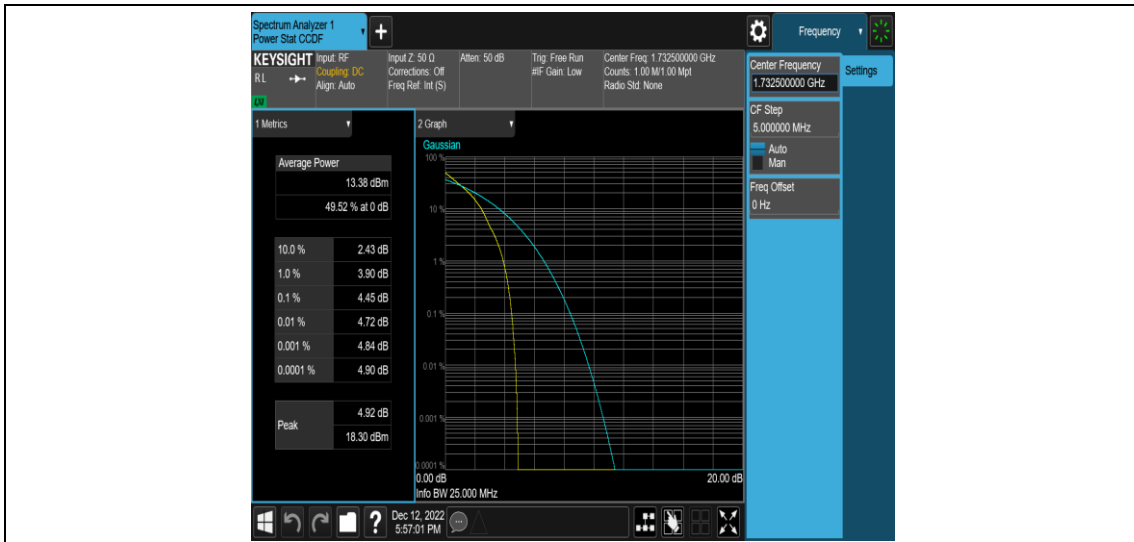 Spectrum Analyzer 1
Power Stat CCDF
+
Frequency
KEYSIGHT
RL
LXI
Input: RF
Coupling: DC
Align: Auto
Input Z: 50 Ω
Corrections: Off
Freq Ref: Int (S)
Atten: 50 dB
Trig: Free Run
#IF Gain: Low
Center Freq: 1.732500000 GHz
Counts: 1.00 M/1.00 Mpt
Radio Std: None
Center Frequency
1.732500000 GHz
Settings
CF Step
5.000000 MHz
Auto
Man
Freq Offset
0 Hz
1 Metrics
Average Power
13.38 dBm
49.52 % at 0 dB
10.0 % 2.43 dB
1.0 % 3.90 dB
0.1 % 4.45 dB
0.01 % 4.72 dB
0.001 % 4.84 dB
0.0001 % 4.90 dB
Peak
4.92 dB
18.30 dBm
2 Graph
Gaussian
100 %
10 %
1 %
0.1 %
0.01 %
0.001 %
0.0001 %
0.00 dB 20.00 dB
Info BW 25.000 MHz
?
Dec 12, 2022
5:57:01 PM